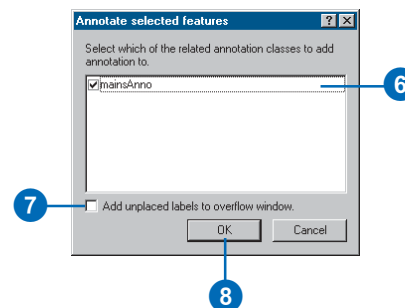 Annotate selected features
Select which of the related annotation classes to add
annotation to.
mainsAnno
6
7
Add unplaced labels to overflow window.
OK
Cancel
8